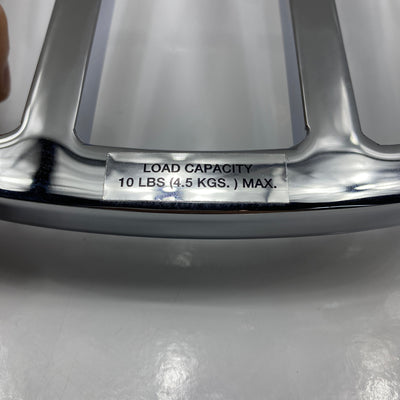 LOAD CAPACITY
10 LBS (4.5 KGS. ) MAX.